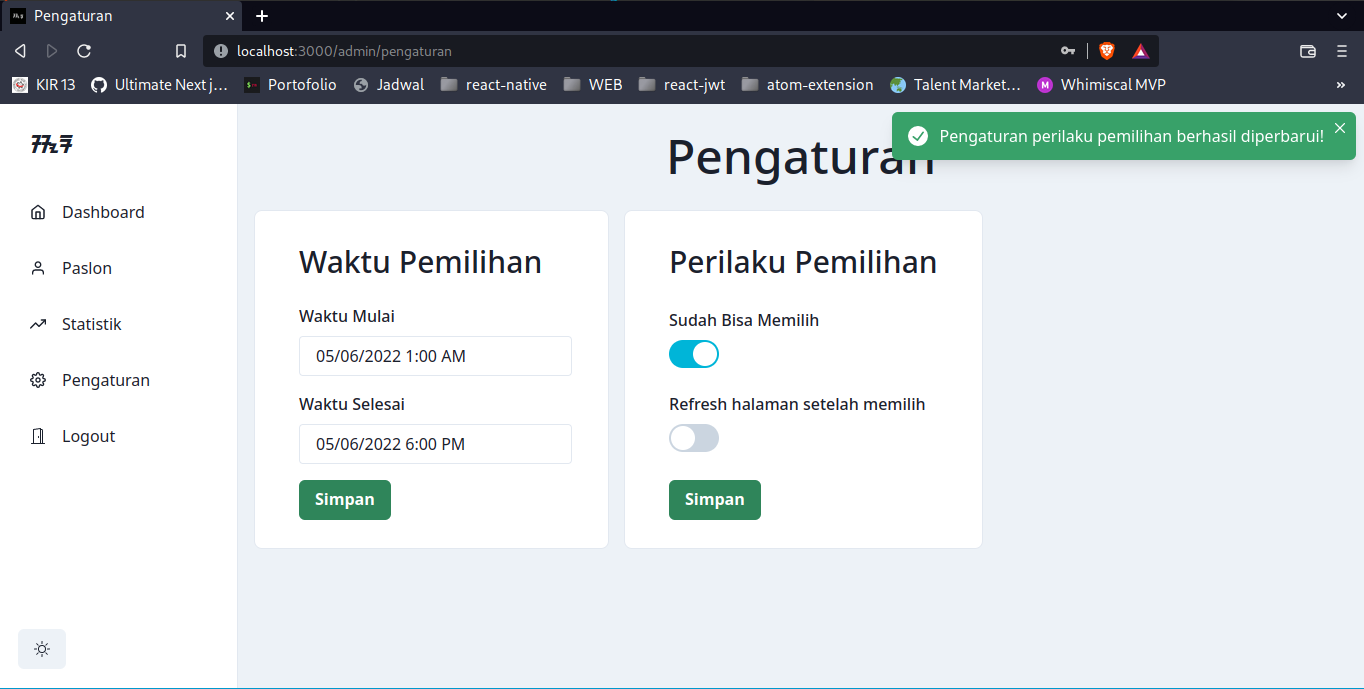 Pengaturan
localhost:3000/admin/pengaturan
KIR 13
Ultimate Next j...
Portofolio
Jadwal
react-native
WEB
react-jwt
atom-extension
Talent Market...
M
Whimiscal MVP
»
Pengaturan perilaku pemilihan berhasil diperbarui!
Pengaturan
Dashboard
Paslon
Statistik
Pengaturan
Logout
Waktu Pemilihan
Waktu Mulai
05/06/2022 1:00 AM
Waktu Selesai
05/06/2022 6:00 PM
Simpan
Perilaku Pemilihan
Sudah Bisa Memilih
Refresh halaman setelah memilih
Simpan